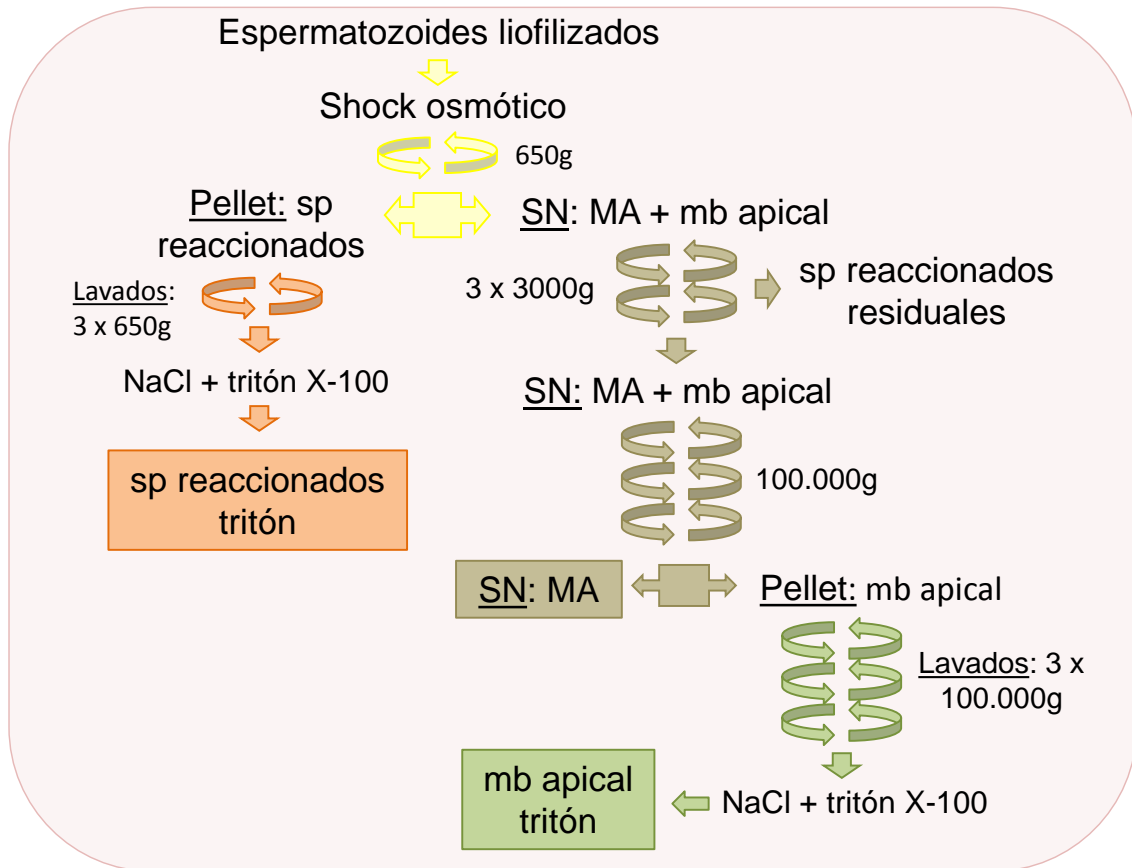 Espermatozoides liofilizados
Shock osmótico
650g
Pellet: sp
reaccionados
SN: MA + mb apical
Lavados:
3 x 650g
3 x 3000g
sp reaccionados
residuales
NaCl + tritón X-100
SN: MA + mb apical
sp reaccionados
tritón
100.000g
SN: MA
Pellet: mb apical
Lavados: 3 x
100.000g
mb apical
tritón
NaCl + tritón X-100